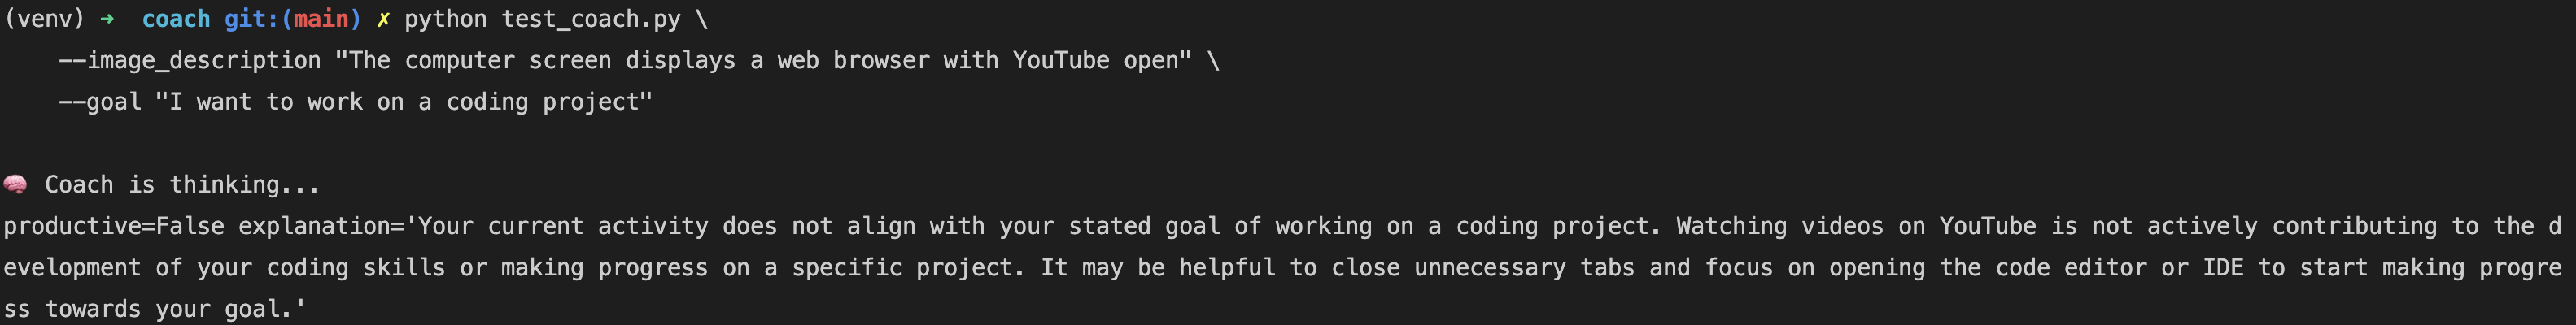 (venv) ➜ coach git:(main) ✗ python test_coach.py \
--image_description "The computer screen displays a web browser with YouTube open" \
--goal "I want to work on a coding project"
🧠 Coach is thinking...
productive=False explanation='Your current activity does not align with your stated goal of working on a coding project. Watching videos on YouTube is not actively contributing to the d
evelopment of your coding skills or making progress on a specific project. It may be helpful to close unnecessary tabs and focus on opening the code editor or IDE to start making progre
ss towards your goal.'